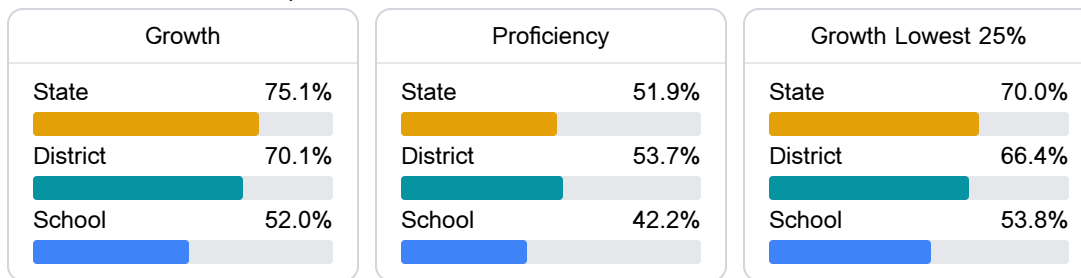 Growth
State 75.1%
District 70.1%
School 52.0%
Proficiency
State 51.9%
District 53.7%
School 42.2%
Growth Lowest 25%
State 70.0%
District 66.4%
School 53.8%